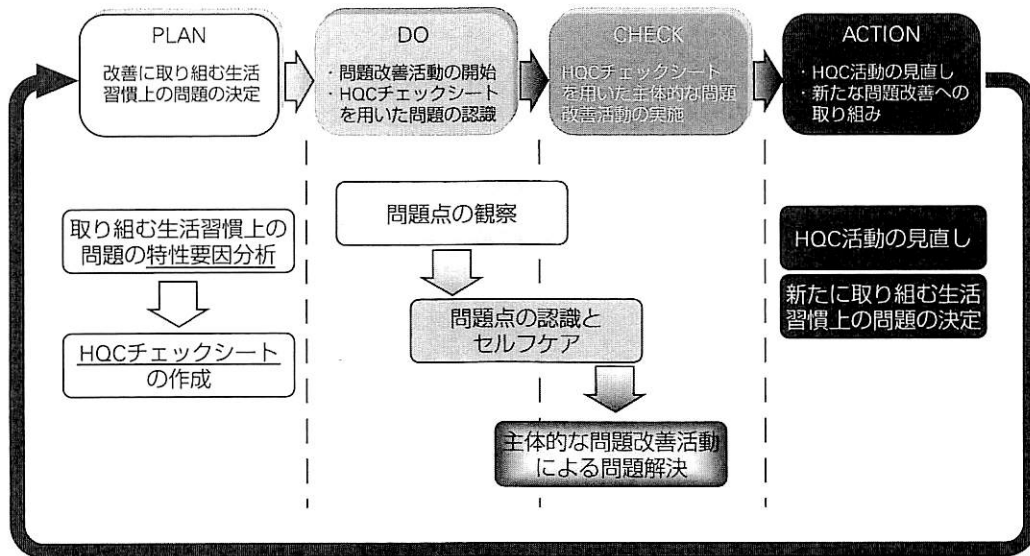 PLAN
改善に取り組む生活
習慣上の問題の決定
DO
・問題改善活動の開始
・HQCチェックシート
を用いた問題の認識
CHECK
HQCチェックシート
を用いた主体的な問題
改善活動の実施
ACTION
・HQC活動の見直し
・新たな問題改善への
取り組み
取り組む生活習慣上の
問題の特性要因分析
HQCチェックシート
の作成
問題点の観察
問題点の認識と
セルフケア
主体的な問題改善活動
による問題解決
HQC活動の見直し
新たに取り組む生活
習慣上の問題の決定